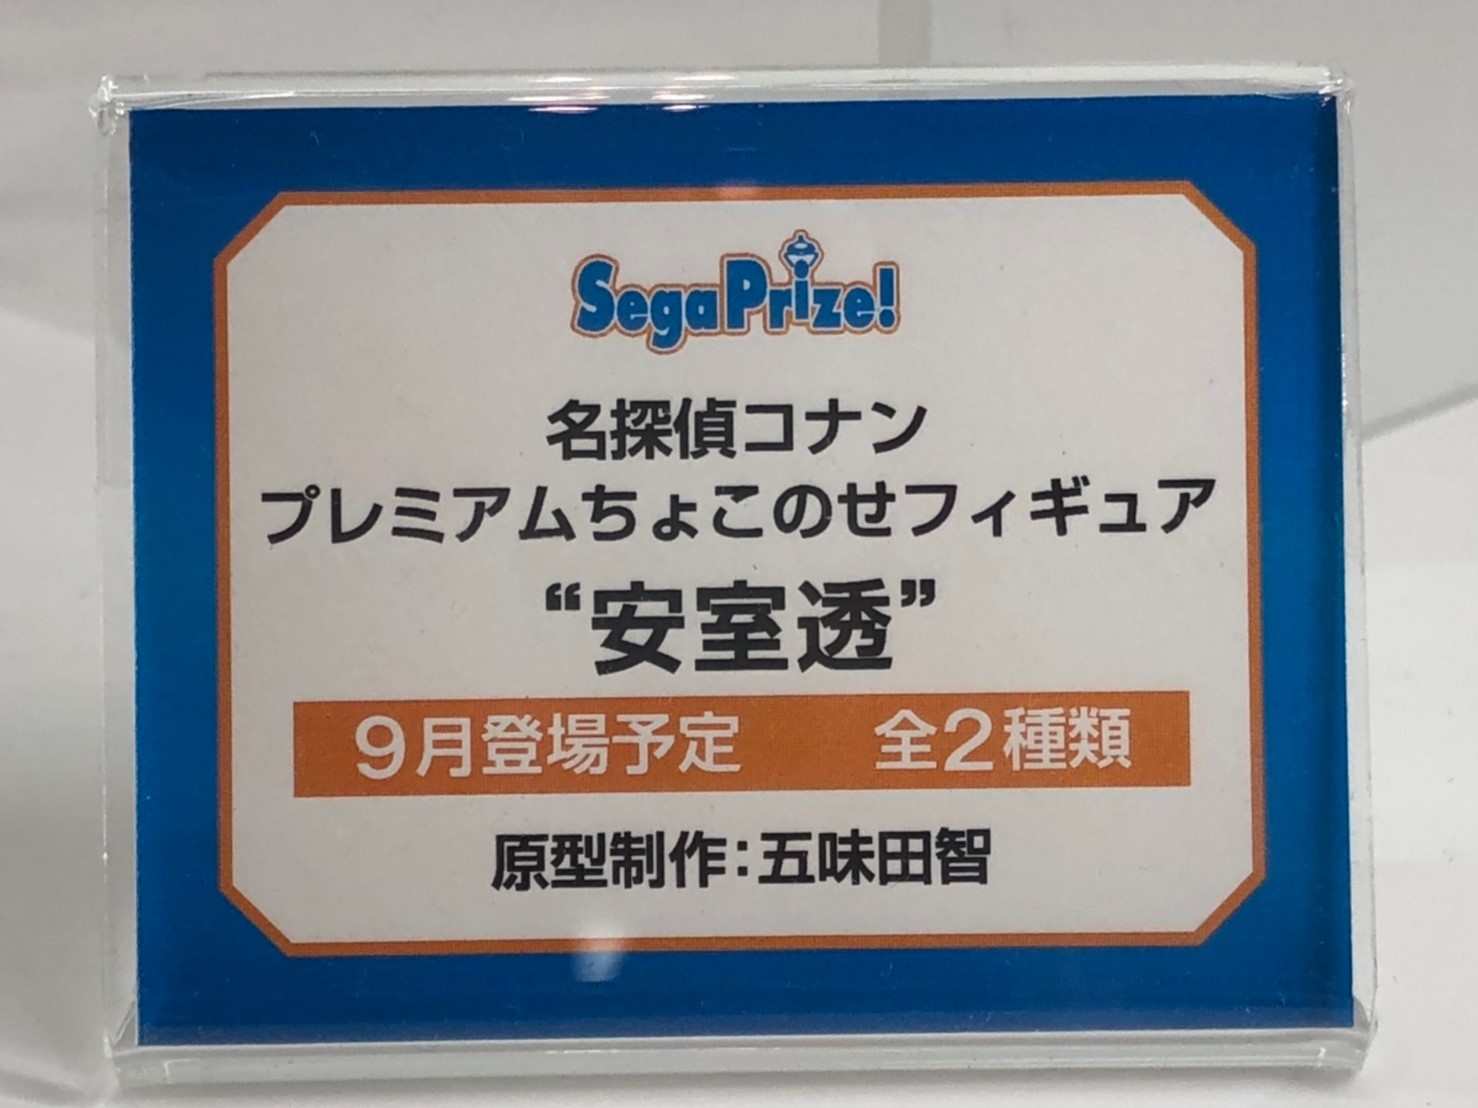 SegaPrize!
名探偵コナン
プレミアムちょこのせフィギュア
“安室透”
9月登場予定 全2種類
原型制作:五味田智